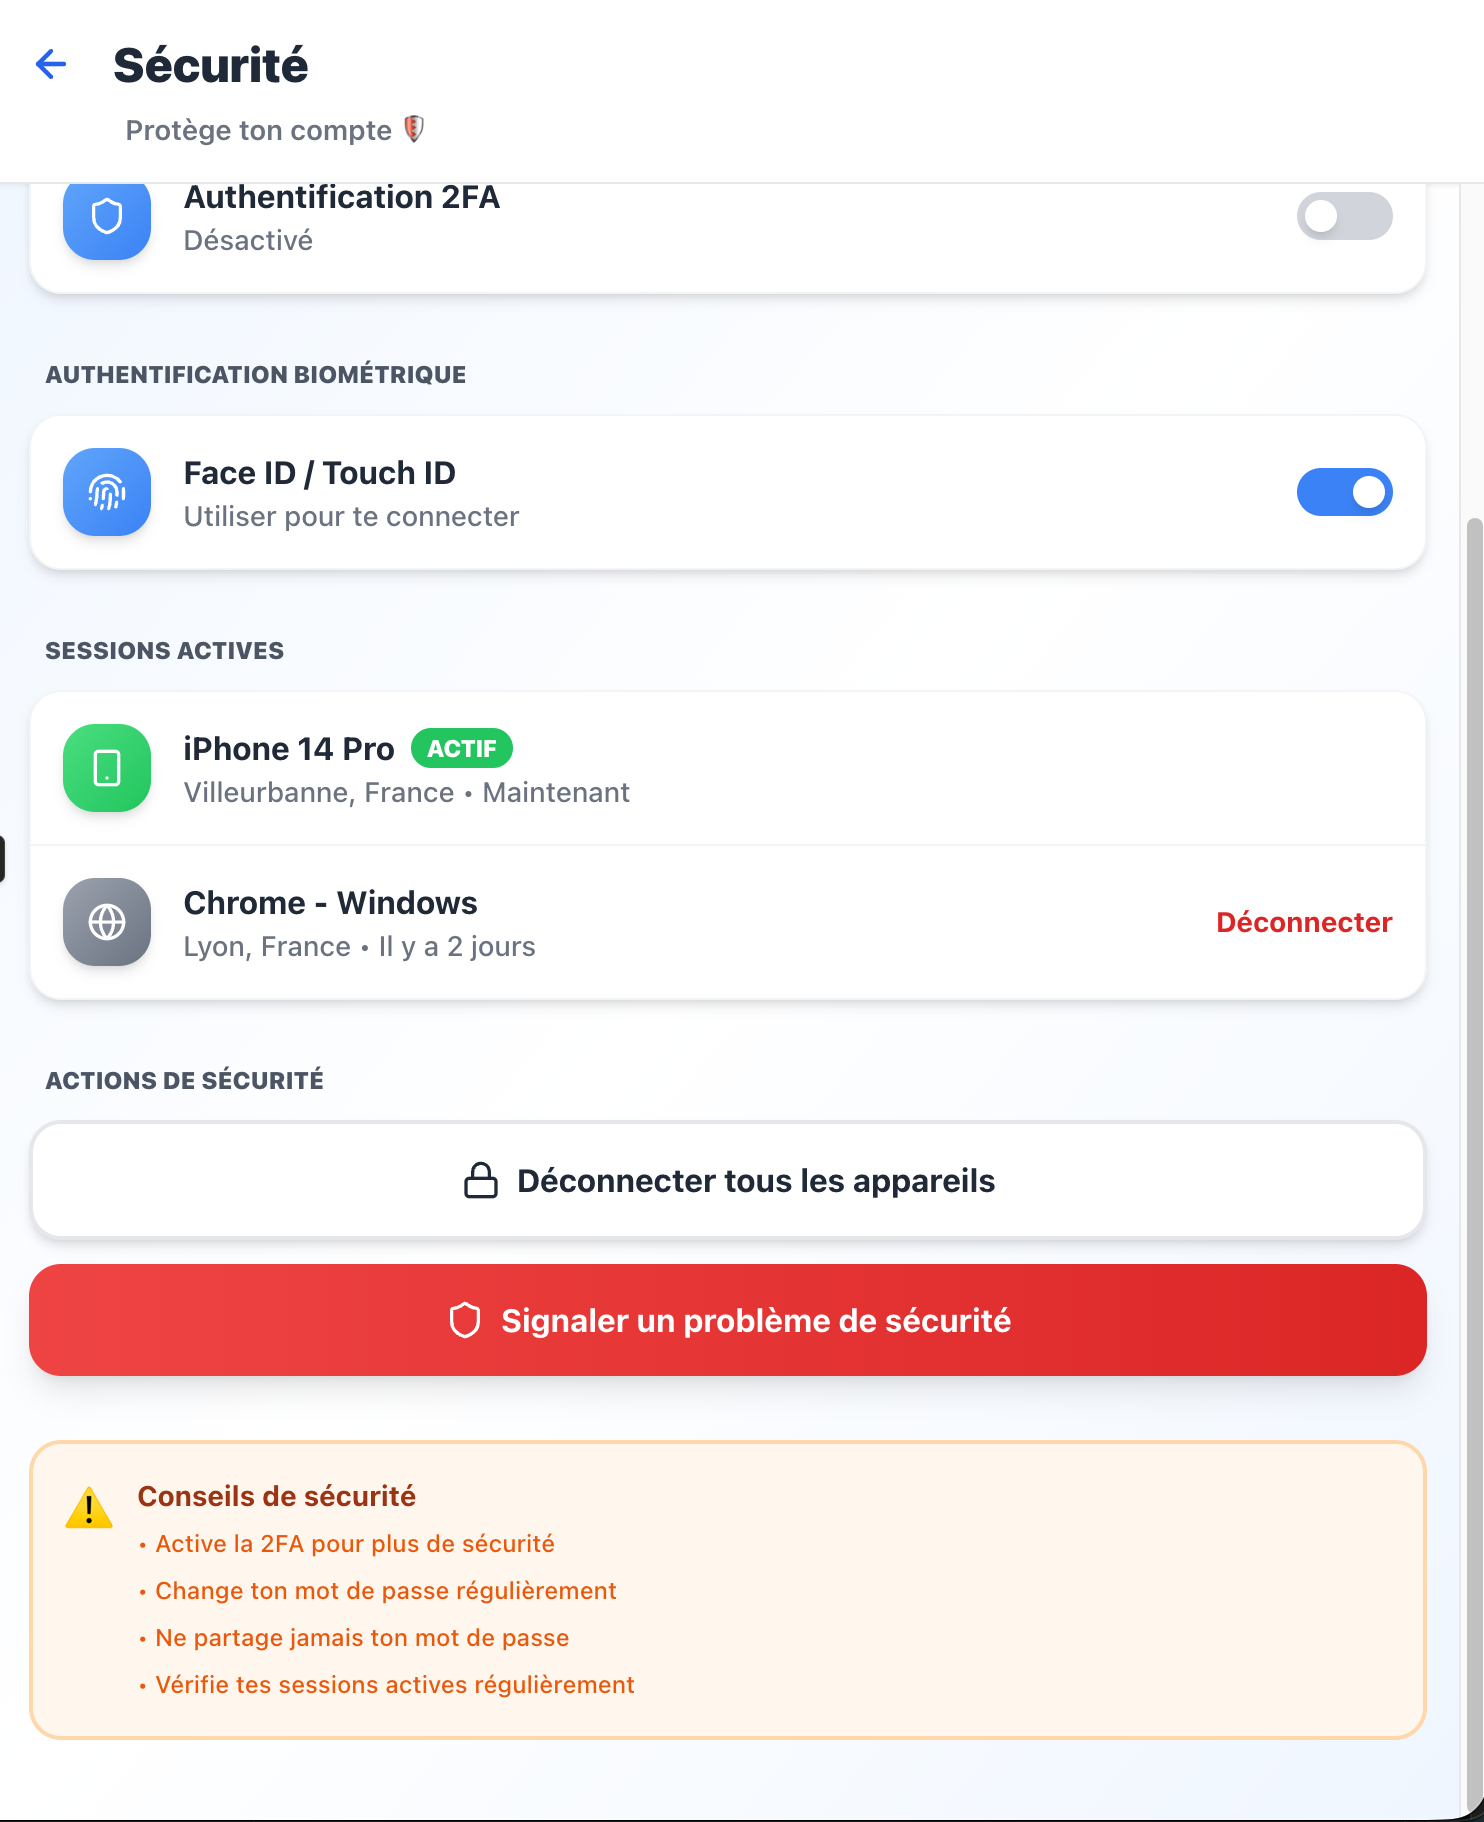 Sécurité
Protège ton compte
Authentification 2FA
Désactivé
AUTHENTIFICATION BIOMÉTRIQUE
Face ID / Touch ID
Utiliser pour te connecter
SESSIONS ACTIVES
iPhone 14 Pro ACTIF
Villeurbanne, France • Maintenant
Chrome - Windows
Lyon, France • Il y a 2 jours
Déconnecter
ACTIONS DE SÉCURITÉ
Déconnecter tous les appareils
Signaler un problème de sécurité
Conseils de sécurité
• Active la 2FA pour plus de sécurité
• Change ton mot de passe régulièrement
• Ne partage jamais ton mot de passe
• Vérifie tes sessions actives régulièrement